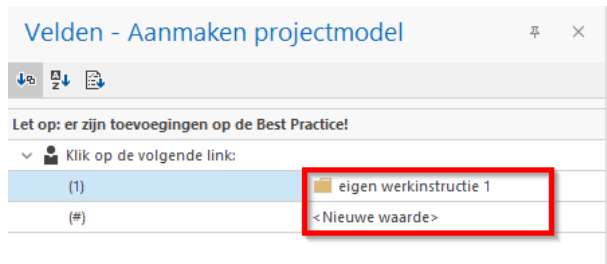 Velden - Aanmaken projectmodel
Let op: er zijn toevoegingen op de Best Practice!
Klik op de volgende link:
(1) eigen werkinstructie 1
(#) <Nieuwe waarde>